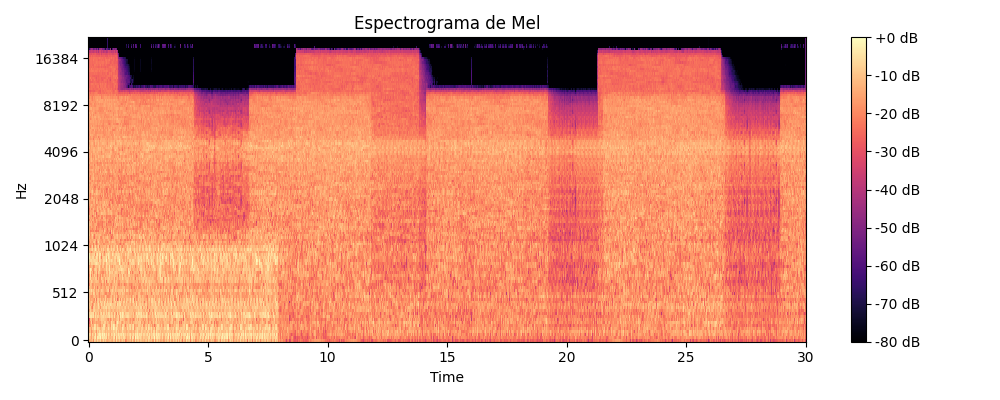 Espectrograma de Mel
Hz
16384
8192
4096
2048
1024
512
0
0 5 10 15 20 25 30
Time
+0 dB
-10 dB
-20 dB
-30 dB
-40 dB
-50 dB
-60 dB
-70 dB
-80 dB